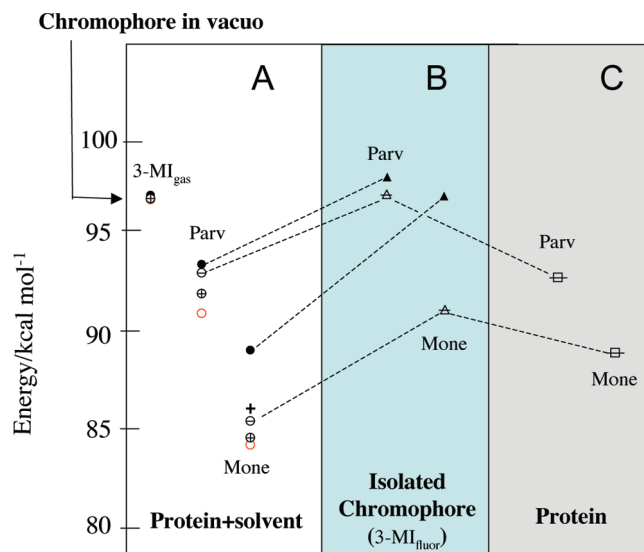 Chromophore in vacuo
A
B
C
100
95
90
85
80
Energy/kcal mol-1
3-MIgas
Parv
Mone
Parv
Mone
Parv
Mone
Protein+solvent
Isolated
Chromophore
(3-MIfluor)
Protein